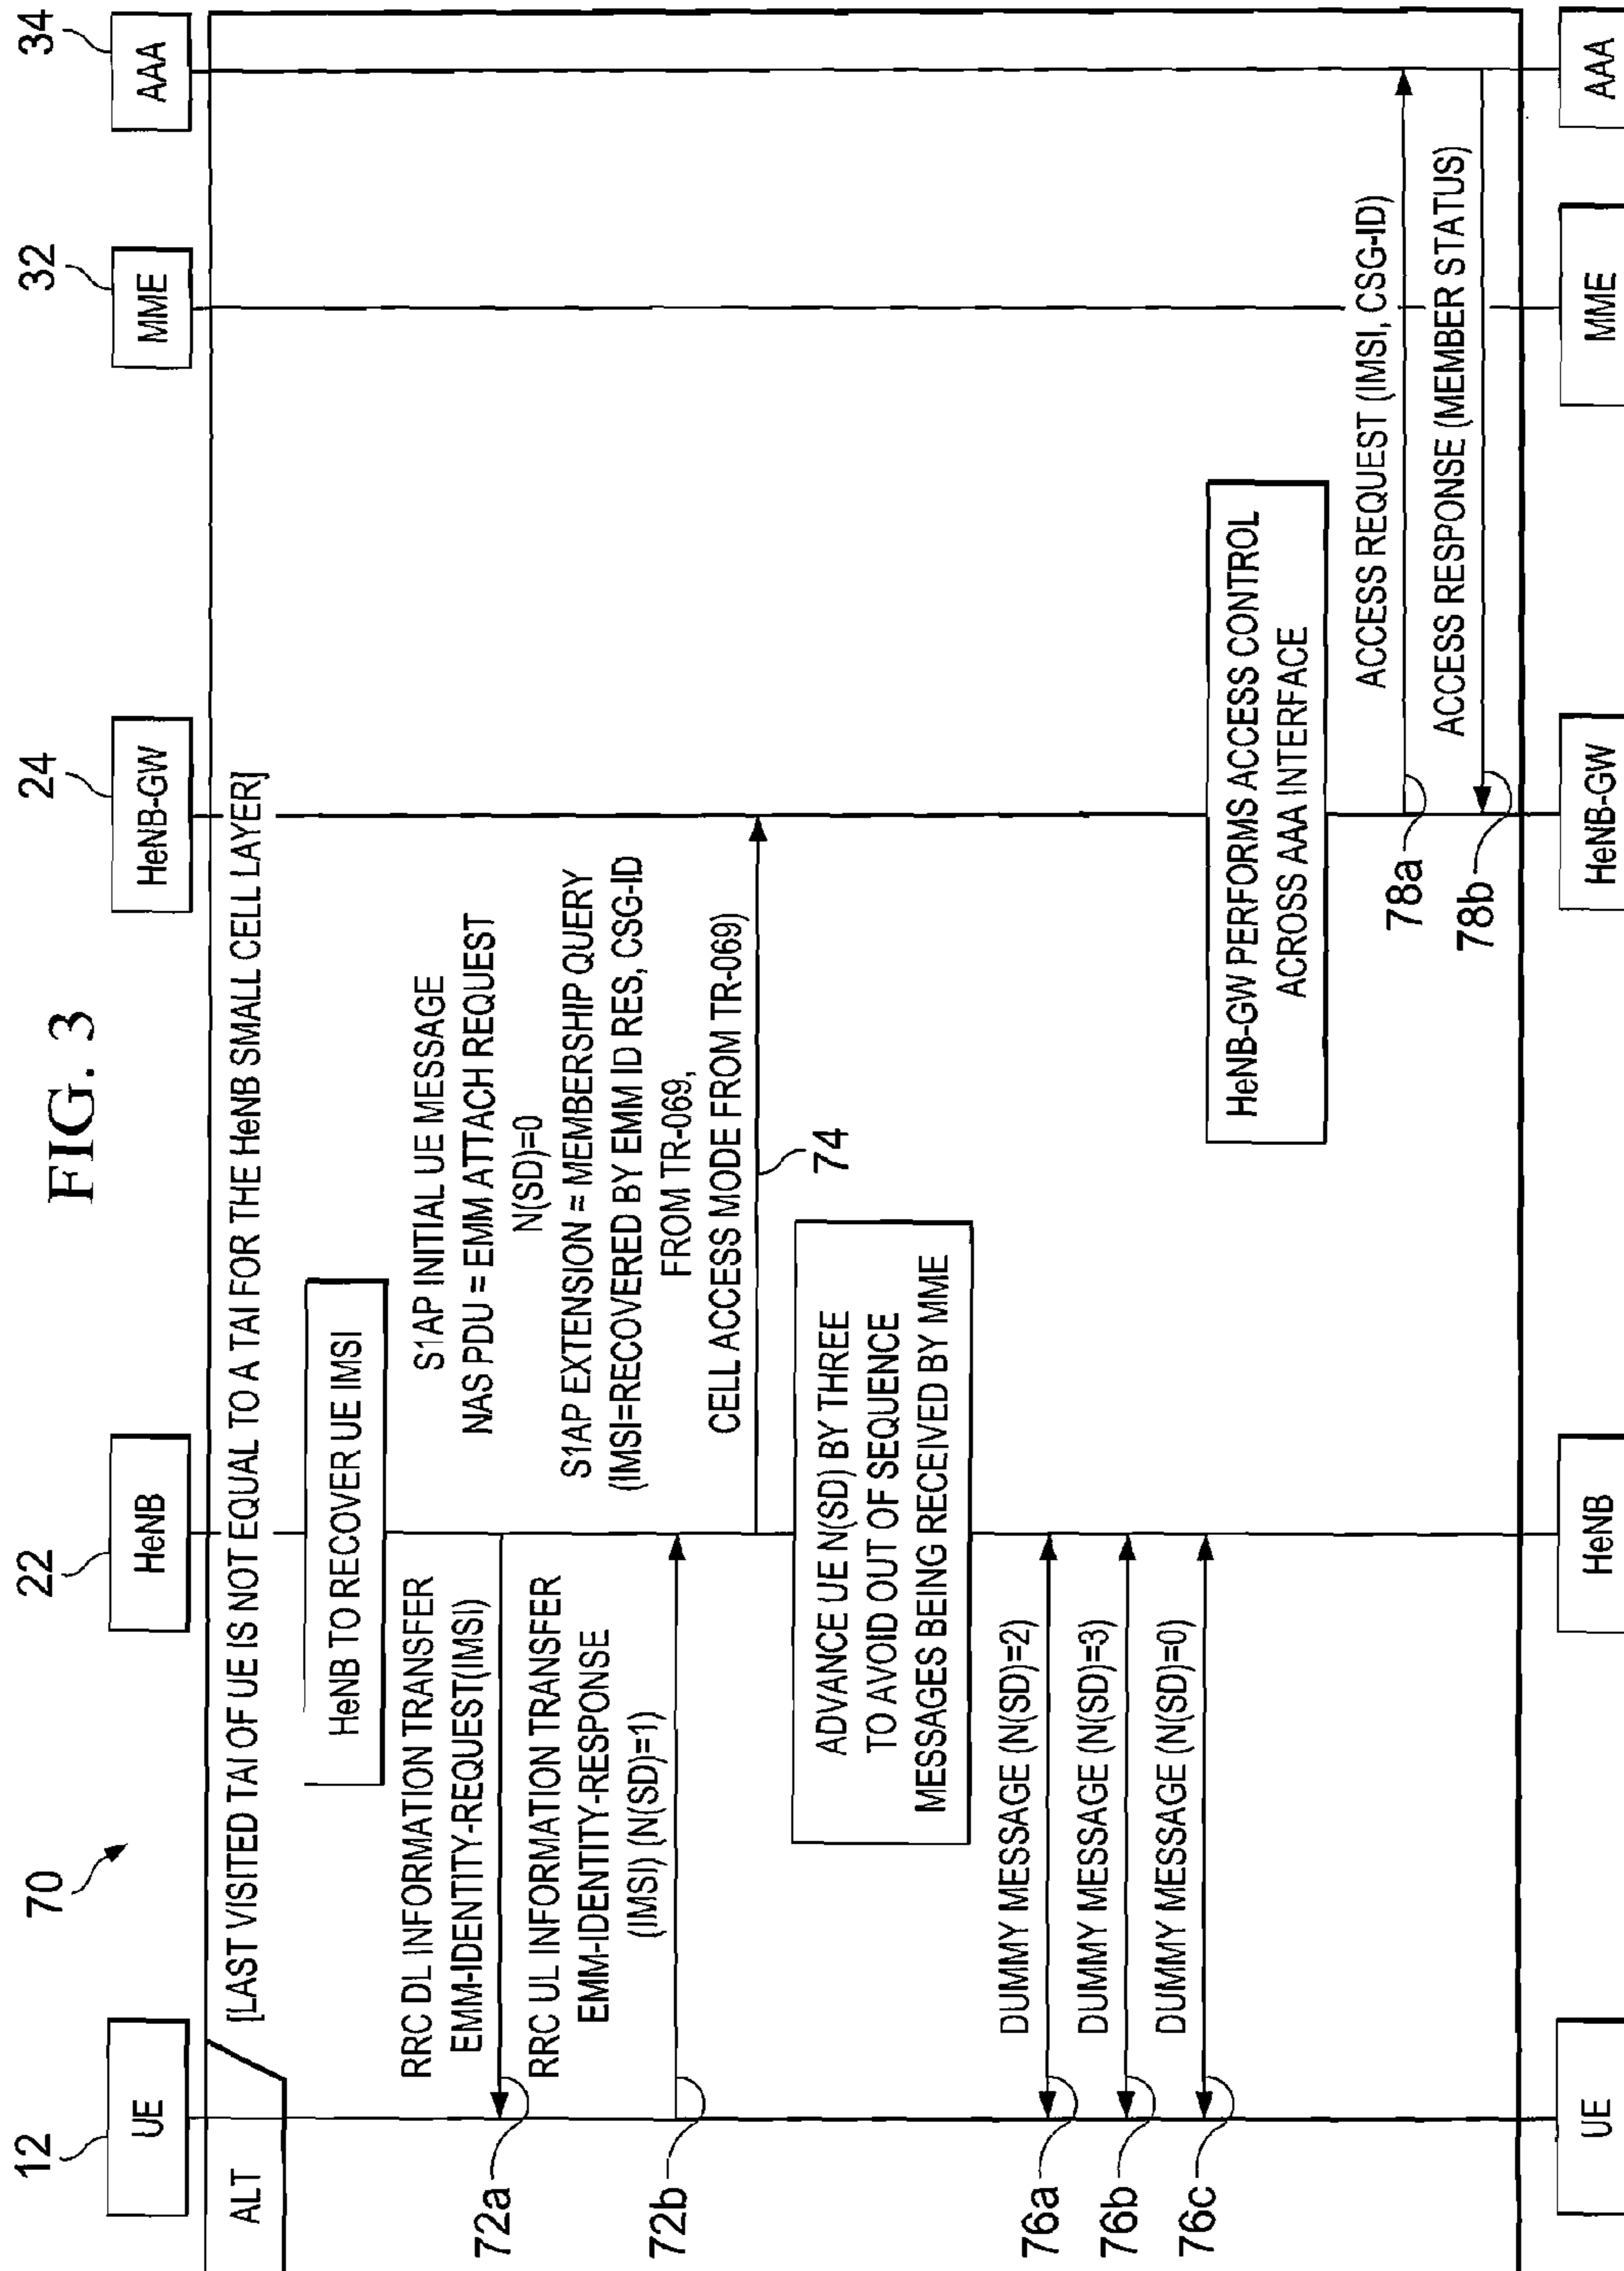 FIG. 3
70
12
22
24
32
34
UE
HeNB
HeNB-GW
MME
AAA
ALT
[LAST VISITED TAI OF UE IS NOT EQUAL TO A TAI FOR THE HeNB SMALL CELL LAYER]
HeNB TO RECOVER UE IMSI
RRC DL INFORMATION TRANSFER
EMM-IDENTITY-REQUEST(IMSI)
72a
RRC UL INFORMATION TRANSFER
EMM-IDENTITY-RESPONSE
(IMSI) (N(SD)=1)
72b
S1AP INITIAL UE MESSAGE
NAS PDU = EMM ATTACH REQUEST
N(SD)=0
S1AP EXTENSION = MEMBERSHIP QUERY
(IMSI=RECOVERED BY EMM ID RES, CSG-ID
FROM TR-069,
CELL ACCESS MODE FROM TR-069)
74
ADVANCE UE N(SD) BY THREE
TO AVOID OUT OF SEQUENCE
MESSAGES BEING RECEIVED BY MME
DUMMY MESSAGE (N(SD)=2)
76a
DUMMY MESSAGE (N(SD)=3)
76b
DUMMY MESSAGE (N(SD)=0)
76c
HeNB-GW PERFORMS ACCESS CONTROL
ACROSS AAA INTERFACE
ACCESS REQUEST (IMSI, CSG-ID)
78a
ACCESS RESPONSE (MEMBER STATUS)
78b
UE
HeNB
HeNB-GW
MME
AAA